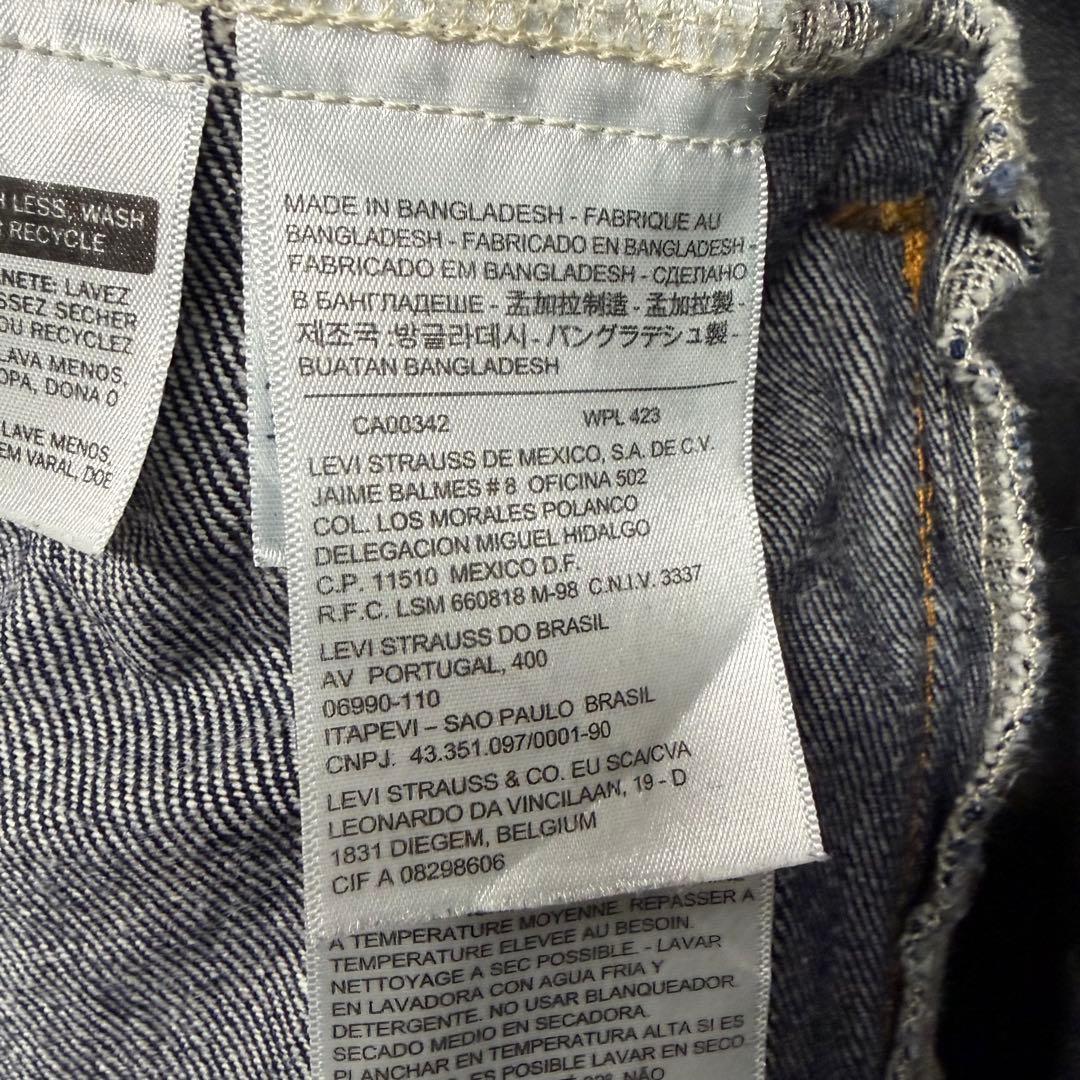 LESS: WASH
RECYCLE
LAVEZ
SSEZ SECHER
OU RECYCLEZ
LAVA MENOS,
OPA, DONA O
LAVE MENOS,
EM VARAL, DOE
MADE IN BANGLADESH - FABRIQUE AU
BANGLADESH - FABRICADO EN BANGLADESH -
FABRICADO EM BANGLADESH - СДЕЛАНО
В БАНГЛАДЕШЕ - 孟加拉制造 - 孟加拉製 -
제조국 :방글라데시 - バングラデシュ製 -
BUATAN BANGLADESH
CA00342 WPL 423
LEVI STRAUSS DE MEXICO, S.A. DE C.V.
JAIME BALMES # 8 OFICINA 502
COL. LOS MORALES POLANCO
DELEGACION MIGUEL HIDALGO
C.P. 11510 MEXICO D.F.
R.F.C. LSM 660818 M-98 C.N.I.V. 3337
LEVI STRAUSS DO BRASIL
AV PORTUGAL, 400
06990-110
ITAPEVI – SAO PAULO BRASIL
CNPJ. 43.351.097/0001-90
LEVI STRAUSS & CO. EU SCA/CVA
LEONARDO DA VINCILAAN, 19 - D
1831 DIEGEM, BELGIUM
CIF A 08298606
A TEMPERATURE MOYENNE. REPASSER A
TEMPERATURE ELEVEE AU BESOIN.
NETTOYAGE A SEC POSSIBLE. - LAVAR
EN LAVADORA CON AGUA FRIA Y
DETERGENTE. NO USAR BLANQUEADOR.
SECADO MEDIO EN SECADORA.
PLANCHAR EN TEMPERATURA ALTA SI ES
ES POSIBLE LAVAR EN SECO.
NÃO